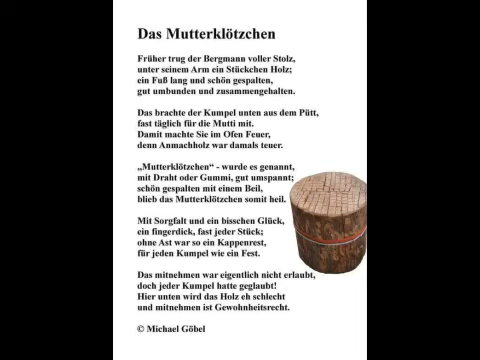 Das Mutterklötzchen
Früher trug der Bergmann voller Stolz,
unter seinem Arm ein Stückchen Holz;
ein Fuß lang und schön gespalten,
gut umbunden und zusammengehalten.
Das brachte der Kumpel unten aus dem Pütt,
fast täglich für die Mutti mit.
Damit machte Sie im Ofen Feuer,
denn Anmachholz war damals teuer.
„Mutterklötzchen“ - wurde es genannt,
mit Draht oder Gummi, gut umspannt;
schön gespalten mit einem Beil,
blieb das Mutterklötzchen somit heil.
Mit Sorgfalt und ein bisschen Glück,
ein fingerdick, fast jeder Stück;
ohne Ast war so ein Kappenrest,
für jeden Kumpel wie ein Fest.
Das mitnehmen war eigentlich nicht erlaubt,
doch jeder Kumpel hatte geglaubt!
Hier unten wird das Holz eh schlecht
und mitnehmen ist Gewohnheitsrecht.
© Michael Göbel